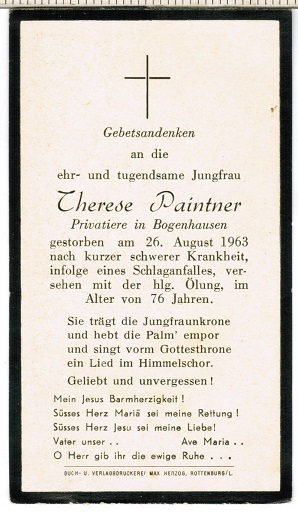 Gebetsandenken
an die
ehr- und tugendsame Jungfrau
Therese Paintner
Privatiere in Bogenhausen
gestorben am 26. August 1963
nach kurzer schwerer Krankheit,
infolge eines Schlaganfalles, ver-
sehen mit der hlg. Ölung, im
Alter von 76 Jahren.
Sie trägt die Jungfraunkrone
und hebt die Palm' empor
und singt vorm Gottesthrone
ein Lied im Himmelschor.
Geliebt und unvergessen !
Mein Jesus Barmherzigkeit !
Süsses Herz Mariä sei meine Rettung !
Süsses Herz Jesu sei meine Liebe!
Vater unser . . Ave Maria . .
O Herr gib ihr die ewige Ruhe . . .
BUCH- U. VERLAGSDRUCKEREI MAX HERZOG, ROTTENBURG/L.